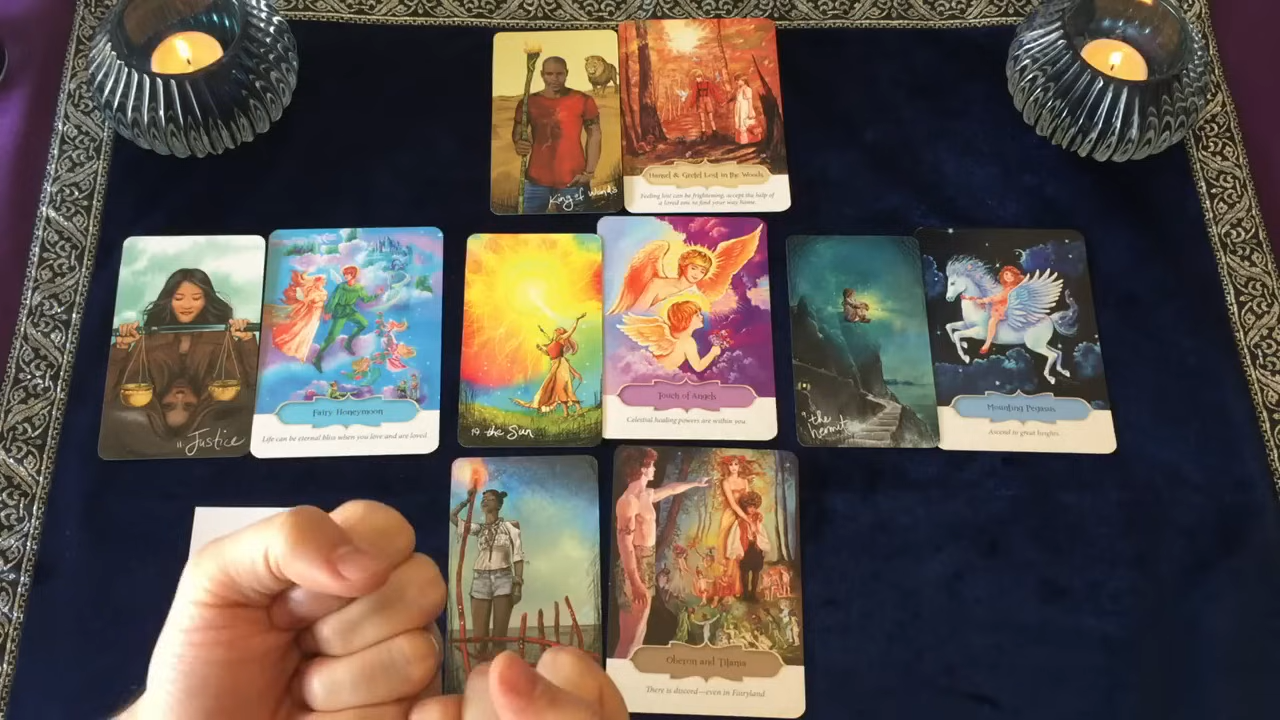 King of Wands
Hansel & Gretel Lost in the Woods
Feeling lost can be frightening, accept the help
of a loved one to find your way home.
11 Justice
Fairy Honeymoon
Life can be eternal bliss when you love and are loved
19 the Sun
Touch of Angels
Celestial healing powers are within you.
the
hermit
Mounting Pegasus
Ascend to great heights.
Oberon and Titania
There is discord—even in Fairyland